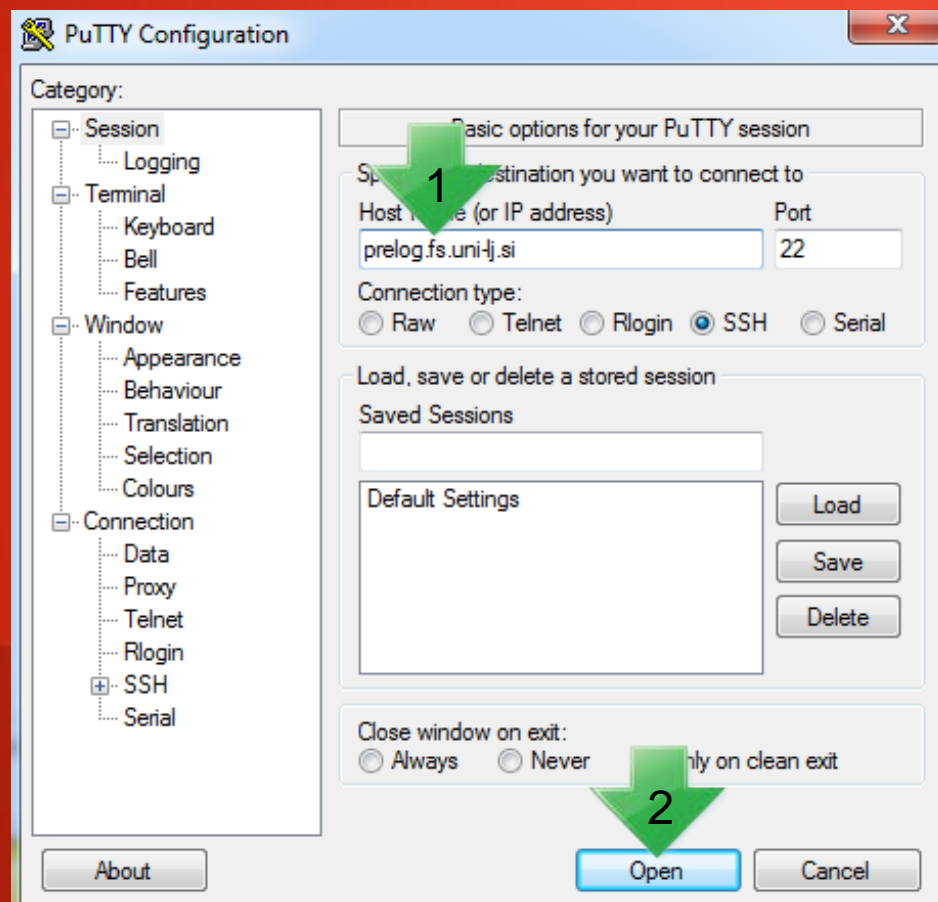 PuTTY Configuration
X
Category:
Session
Logging
Terminal
Keyboard
Bell
Features
Window
Appearance
Behaviour
Translation
Selection
Colours
Connection
Data
Proxy
Telnet
Rlogin
SSH
Serial
Basic options for your PuTTY session
1
you want to connect to
Host (or IP address) Port
prelog.fs.uni-lj.si 22
Connection type:
Raw Telnet Rlogin SSH Serial
Load, save or delete a stored session
Saved Sessions
Default Settings
Load
Save
Delete
Close window on exit:
Always Never on clean exit
2
About Open Cancel